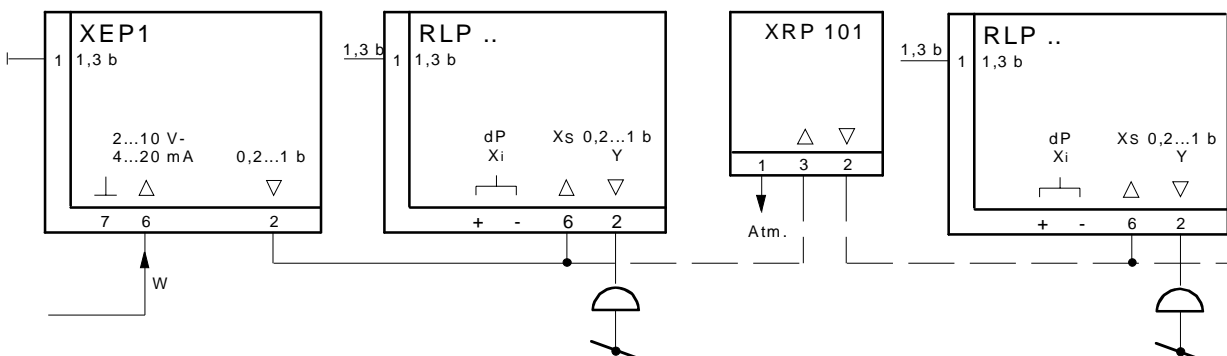 XEP1
1
1,3 b
2...10 V-
4...20 mA
0,2...1 b
7
6
2
W
1,3 b
RLP ..
1
1,3 b
dP
Xi
Xs
0,2...1 b
Y
+
-
6
2
XRP 101
1
3
2
Atm.
1,3 b
RLP ..
1
1,3 b
dP
Xi
Xs
0,2...1 b
Y
+
-
6
2